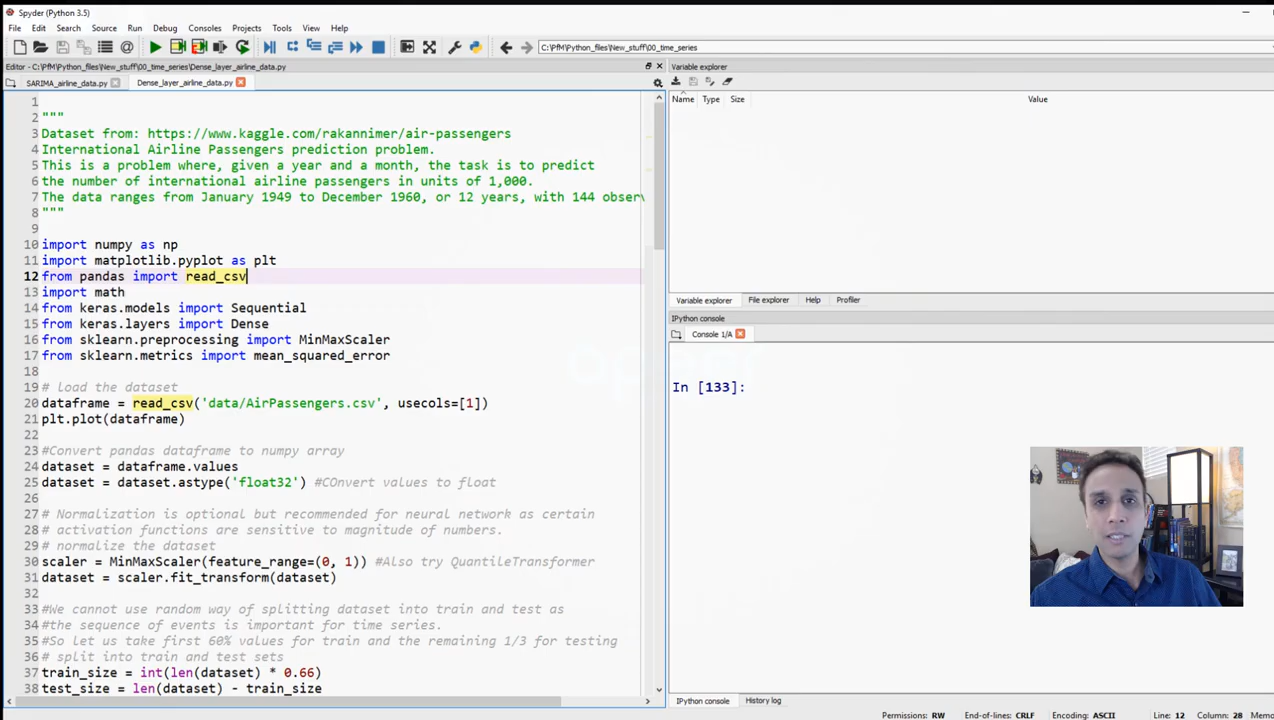 Spyder (Python 3.5)
File Edit Search Source Run Debug Consoles Projects Tools View Help
C:\PfM\Python_files\New_stuff\00_time_series
Editor - C:\PfM\Python_files\New_stuff\00_time_series\Dense_layer_airline_data.py
SARIMA_airline_data.py Dense_layer_airline_data.py
1
2 """
3 Dataset from: https://www.kaggle.com/rakannimer/air-passengers
4 International Airline Passengers prediction problem.
5 This is a problem where, given a year and a month, the task is to predict
6 the number of international airline passengers in units of 1,000.
7 The data ranges from January 1949 to December 1960, or 12 years, with 144 observ
8 """
9
10 import numpy as np
11 import matplotlib.pyplot as plt
12 from pandas import read_csv
13 import math
14 from keras.models import Sequential
15 from keras.layers import Dense
16 from sklearn.preprocessing import MinMaxScaler
17 from sklearn.metrics import mean_squared_error
18
19 # load the dataset
20 dataframe = read_csv('data/AirPassengers.csv', usecols=[1])
21 plt.plot(dataframe)
22
23 #Convert pandas dataframe to numpy array
24 dataset = dataframe.values
25 dataset = dataset.astype('float32') #COnvert values to float
26
27 # Normalization is optional but recommended for neural network as certain
28 # activation functions are sensitive to magnitude of numbers.
29 # normalize the dataset
30 scaler = MinMaxScaler(feature_range=(0, 1)) #Also try QuantileTransformer
31 dataset = scaler.fit_transform(dataset)
32
33 #We cannot use random way of splitting dataset into train and test as
34 #the sequence of events is important for time series.
35 #So let us take first 60% values for train and the remaining 1/3 for testing
36 # split into train and test sets
37 train_size = int(len(dataset) * 0.66)
38 test_size = len(dataset) - train_size
Variable explorer
Name Type Size Value
Variable explorer File explorer Help Profiler
IPython console
Console 1/A
In [133]:
IPython console History log
Permissions: RW End-of-lines: CRLF Encoding: ASCII Line: 12 Column: 28 Memo